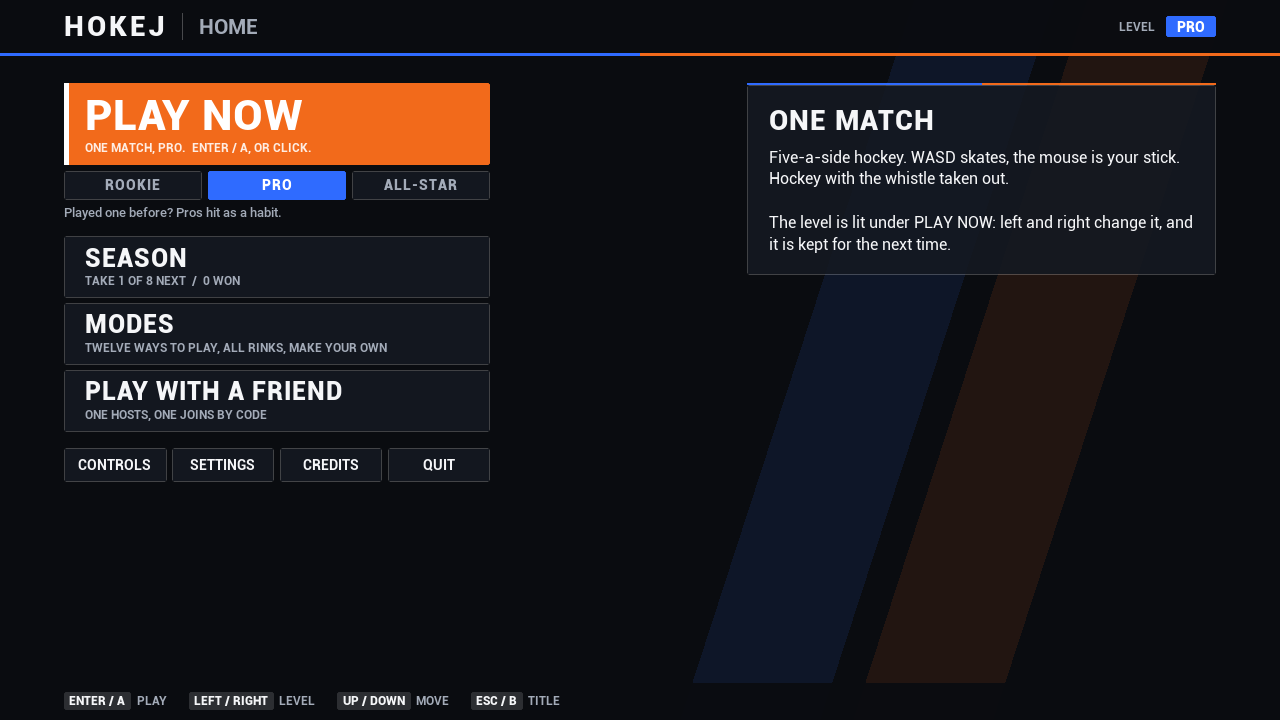 HOKEJ HOME LEVEL PRO
PLAY NOW
ONE MATCH, PRO. ENTER / A, OR CLICK.
ROOKIE PRO ALL-STAR
Played one before? Pros hit as a habit.
SEASON
TAKE 1 OF 8 NEXT / 0 WON
MODES
TWELVE WAYS TO PLAY, ALL RINKS, MAKE YOUR OWN
PLAY WITH A FRIEND
ONE HOSTS, ONE JOINS BY CODE
CONTROLS SETTINGS CREDITS QUIT
ONE MATCH
Five-a-side hockey. WASD skates, the mouse is your stick.
Hockey with the whistle taken out.
The level is lit under PLAY NOW: left and right change it, and
it is kept for the next time.
ENTER / A PLAY LEFT / RIGHT LEVEL UP / DOWN MOVE ESC / B TITLE